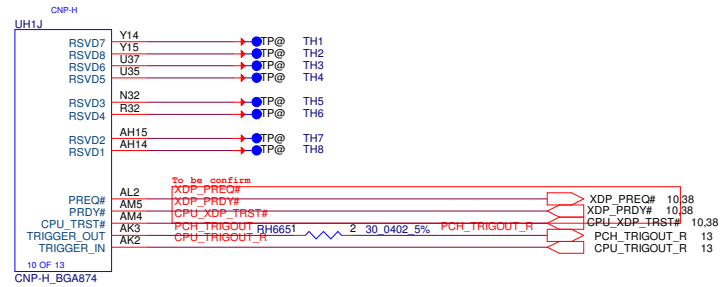 CNP-H
UH1J
RSVD7 Y14 TP@ TH1
RSVD8 Y15 TP@ TH2
RSVD6 U37 TP@ TH3
RSVD5 U35 TP@ TH4
RSVD3 N32 TP@ TH5
RSVD4 R32 TP@ TH6
RSVD2 AH15 TP@ TH7
RSVD1 AH14 TP@ TH8
To be confirm
PREQ# AL2 XDP_PREQ# XDP_PREQ# 10,38
PRDY# AM5 XDP_PRDY# XDP_PRDY# 10,38
CPU_TRST# AM4 CPU_XDP_TRST# CPU_XDP_TRST# 10,38
TRIGGER_OUT AK3 PCH_TRIGOUT RH665 1 2 30_0402_5% PCH_TRIGOUT_R PCH_TRIGOUT_R 13
TRIGGER_IN AK2 CPU_TRIGOUT_R CPU_TRIGOUT_R 13
10 OF 13
CNP-H_BGA874